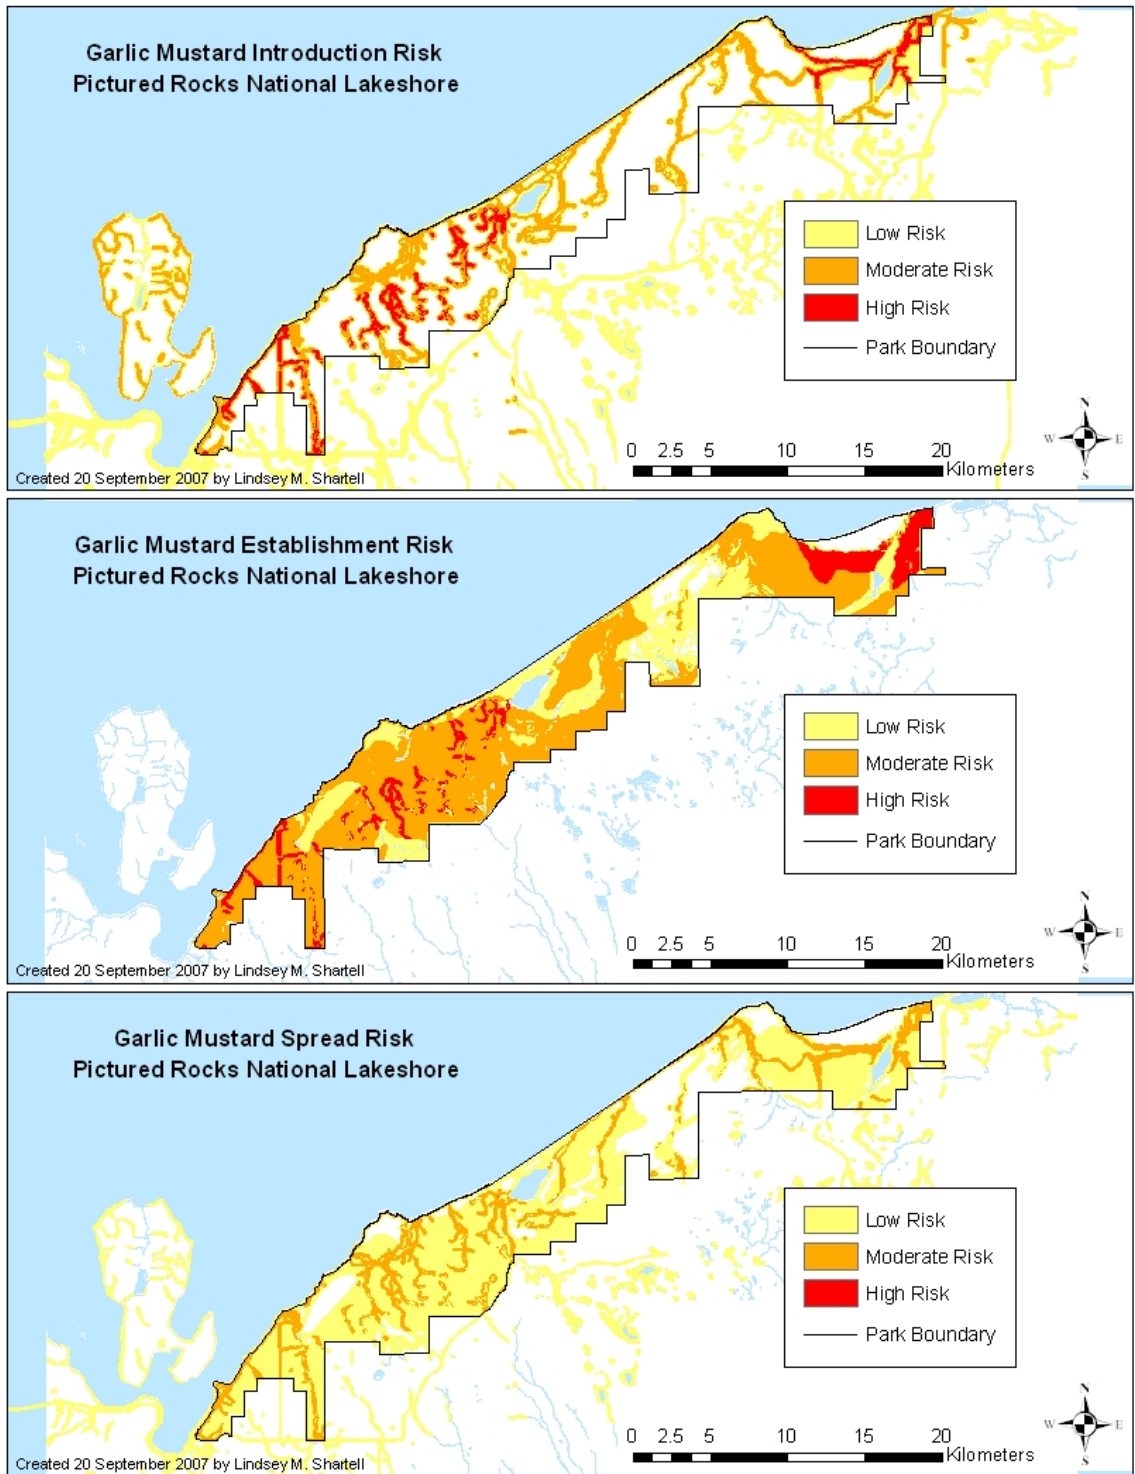 Garlic Mustard Introduction Risk
Pictured Rocks National Lakeshore
Low Risk
Moderate Risk
High Risk
Park Boundary
N
W E
S
0 2.5 5 10 15 20
Kilometers
Created 20 September 2007 by Lindsey M. Shartell
Garlic Mustard Establishment Risk
Pictured Rocks National Lakeshore
Low Risk
Moderate Risk
High Risk
Park Boundary
N
W E
S
0 2.5 5 10 15 20
Kilometers
Created 20 September 2007 by Lindsey M. Shartell
Garlic Mustard Spread Risk
Pictured Rocks National Lakeshore
Low Risk
Moderate Risk
High Risk
Park Boundary
N
W E
S
0 2.5 5 10 15 20
Kilometers
Created 20 September 2007 by Lindsey M. Shartell